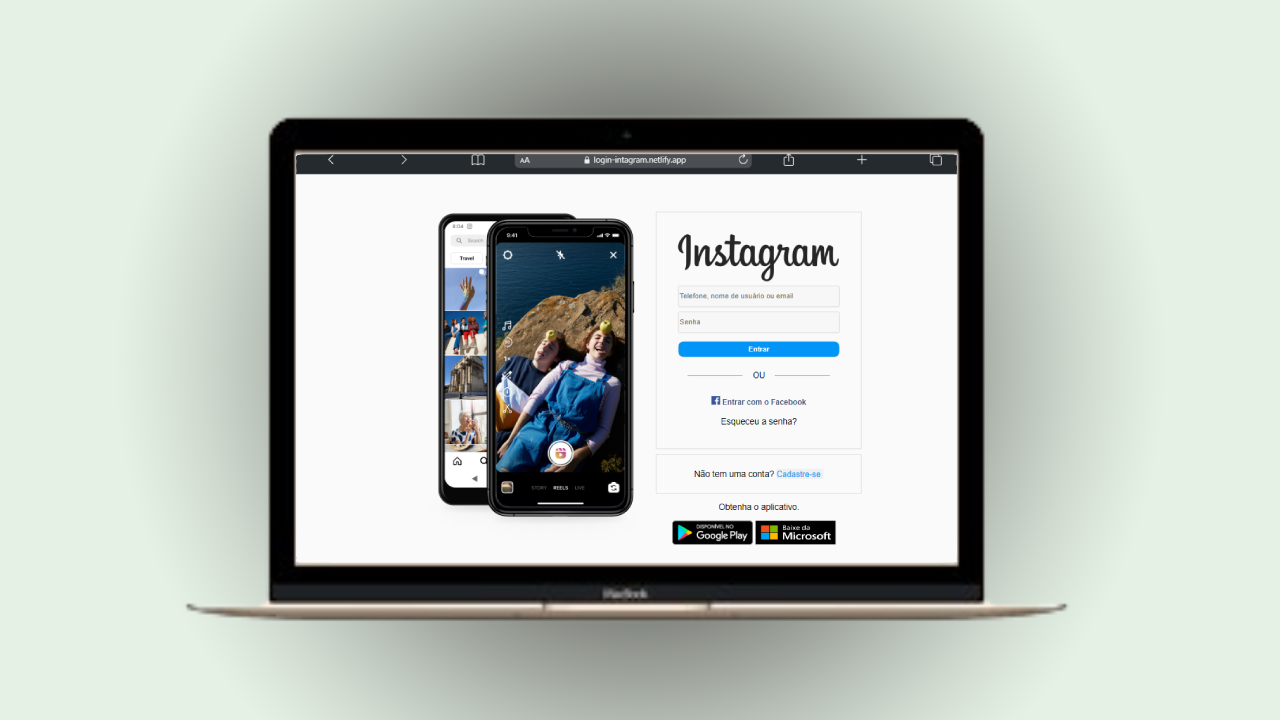 AA login-intagram.netlify.app
9:04
Search
Travel
9:41
1×
STORY REELS LIVE
Instagram
Telefone, nome de usuário ou email
Senha
Entrar
OU
Entrar com o Facebook
Esqueceu a senha?
Não tem uma conta? Cadastre-se
Obtenha o aplicativo.
DISPONÍVEL NO
Google Play
Baixe da
Microsoft
MacBook